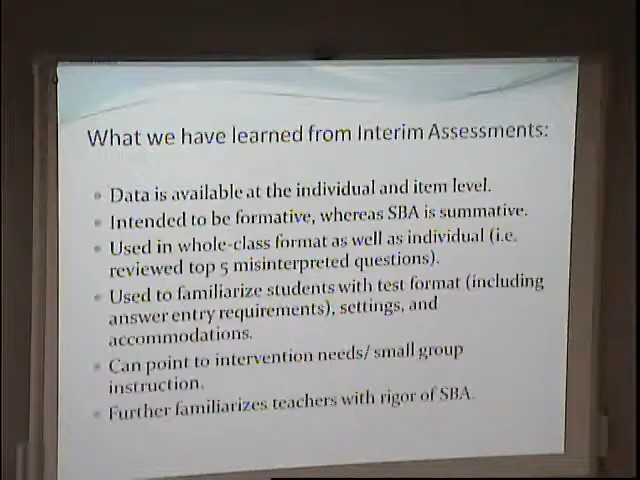 What we have learned from Interim Assessments:
Data is available at the individual and item level.
Intended to be formative, whereas SBA is summative.
Used in whole-class format as well as individual (i.e.
reviewed top 5 misinterpreted questions).
Used to familiarize students with test format (including
answer entry requirements), settings, and
accommodations.
Can point to intervention needs/ small group
instruction.
Further familiarizes teachers with rigor of SBA.